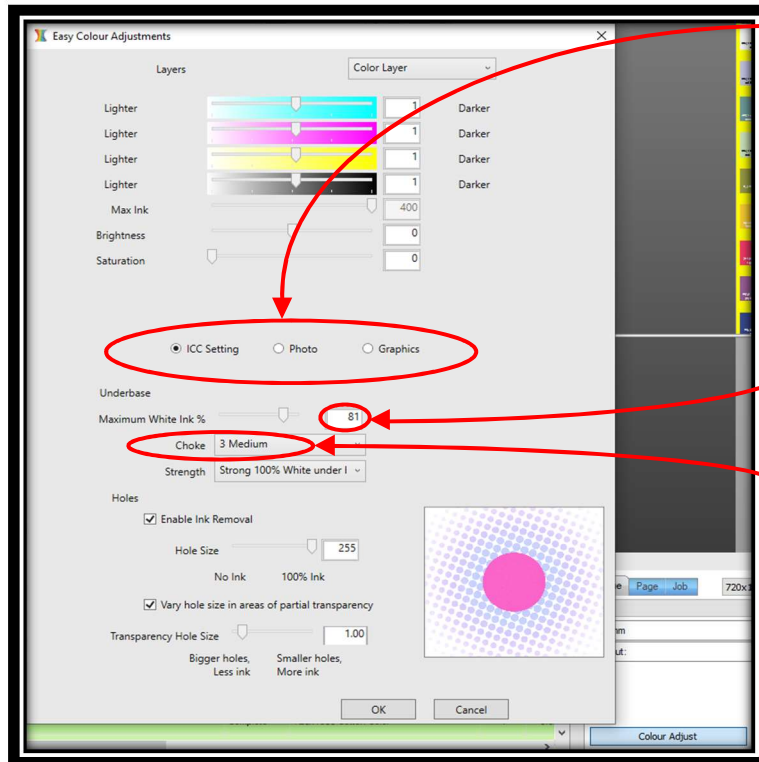 Easy Colour Adjustments
Layers Color Layer
Lighter 1 Darker
Lighter 1 Darker
Lighter 1 Darker
Lighter 1 Darker
Max Ink 400
Brightness 0
Saturation 0
ICC Setting Photo Graphics
Underbase
Maximum White Ink % 81
Choke 3 Medium
Strength Strong 100% White under I
Holes
Enable Ink Removal
Hole Size 255
No Ink 100% Ink
Vary hole size in areas of partial transparency
Page Job 720x1
Transparency Hole Size 1.00
Bigger holes, Smaller holes,
Less ink More ink
OK Cancel
Colour Adjust